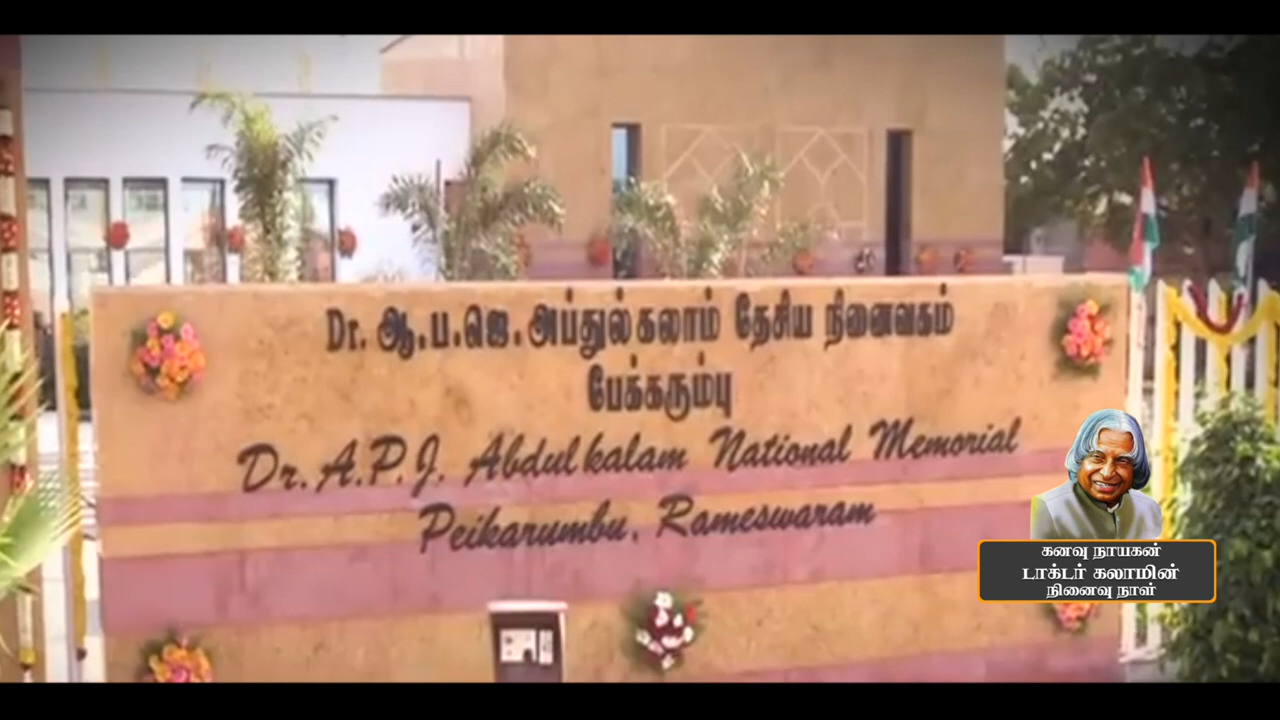 Dr. ஆ.ப.ஜெ.அப்துல்கலாம் தேசிய நினைவகம்
பேக்கரும்பு
Dr. A.P.J. Abdulkalam National Memorial
Peikarumbu, Rameswaram
கனவு நாயகன்
டாக்டர் கலாமின்
நினைவு நாள்